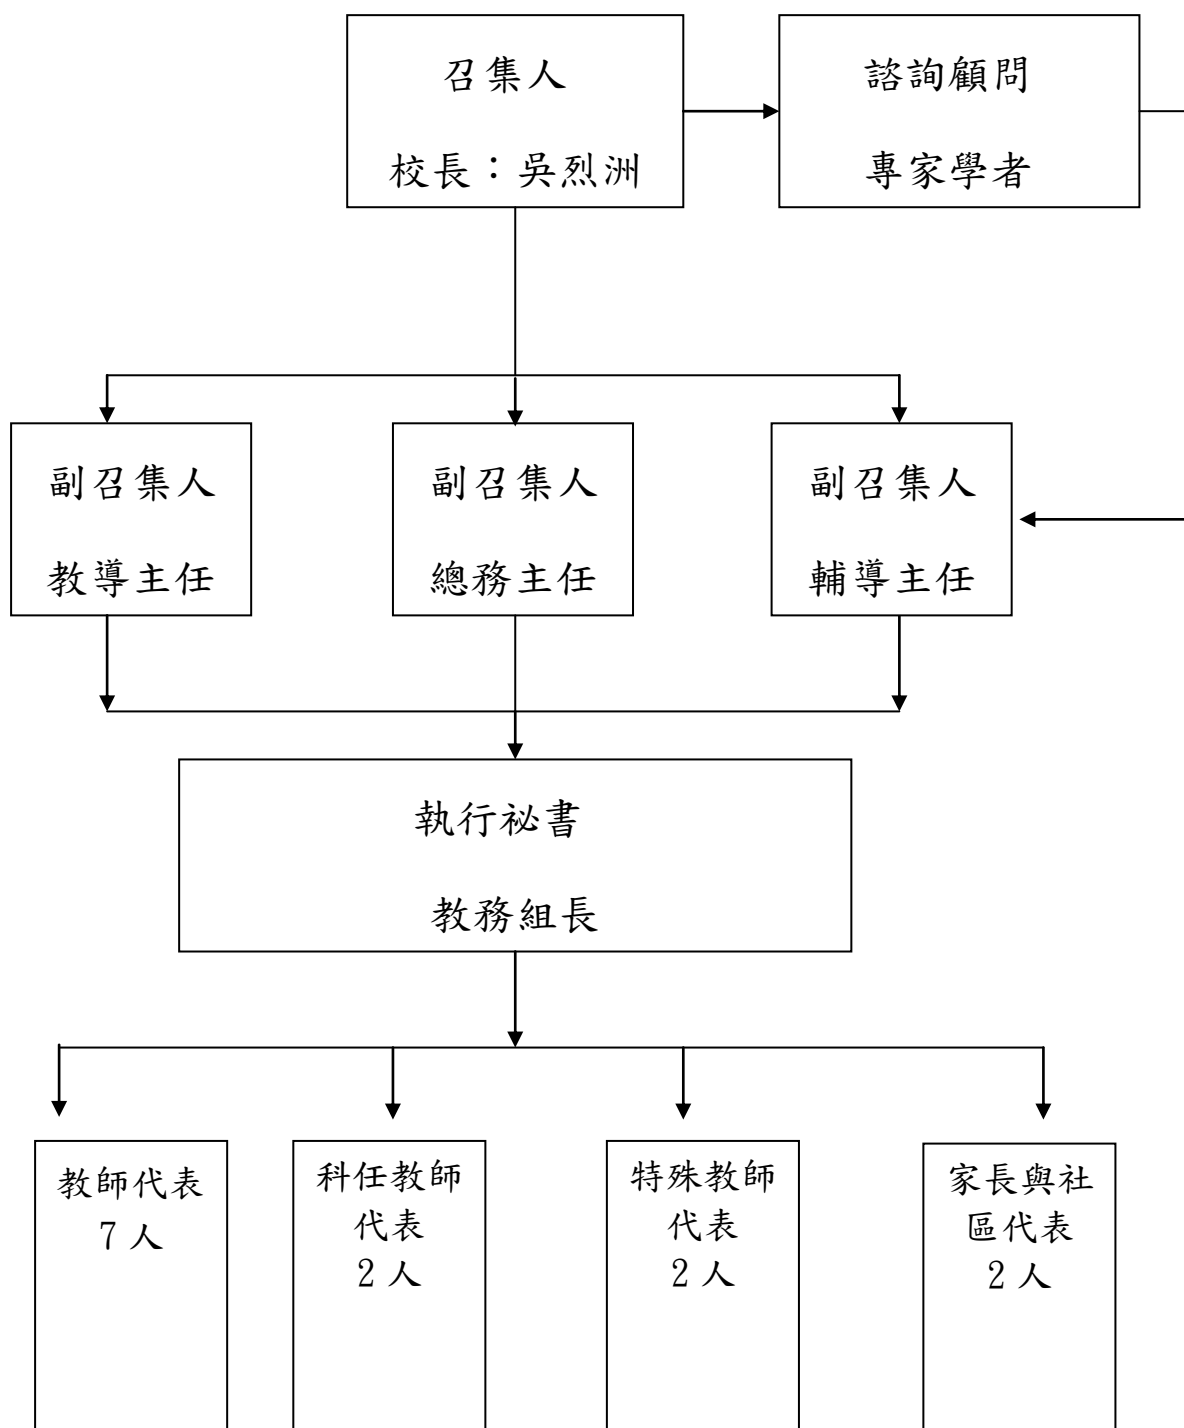 召集人
校長：吳烈洲
諮詢顧問
專家學者
副召集人
教導主任
副召集人
總務主任
副召集人
輔導主任
執行祕書
教務組長
教師代表
7人
科任教師
代表
2人
特殊教師
代表
2人
家長與社
區代表
2人